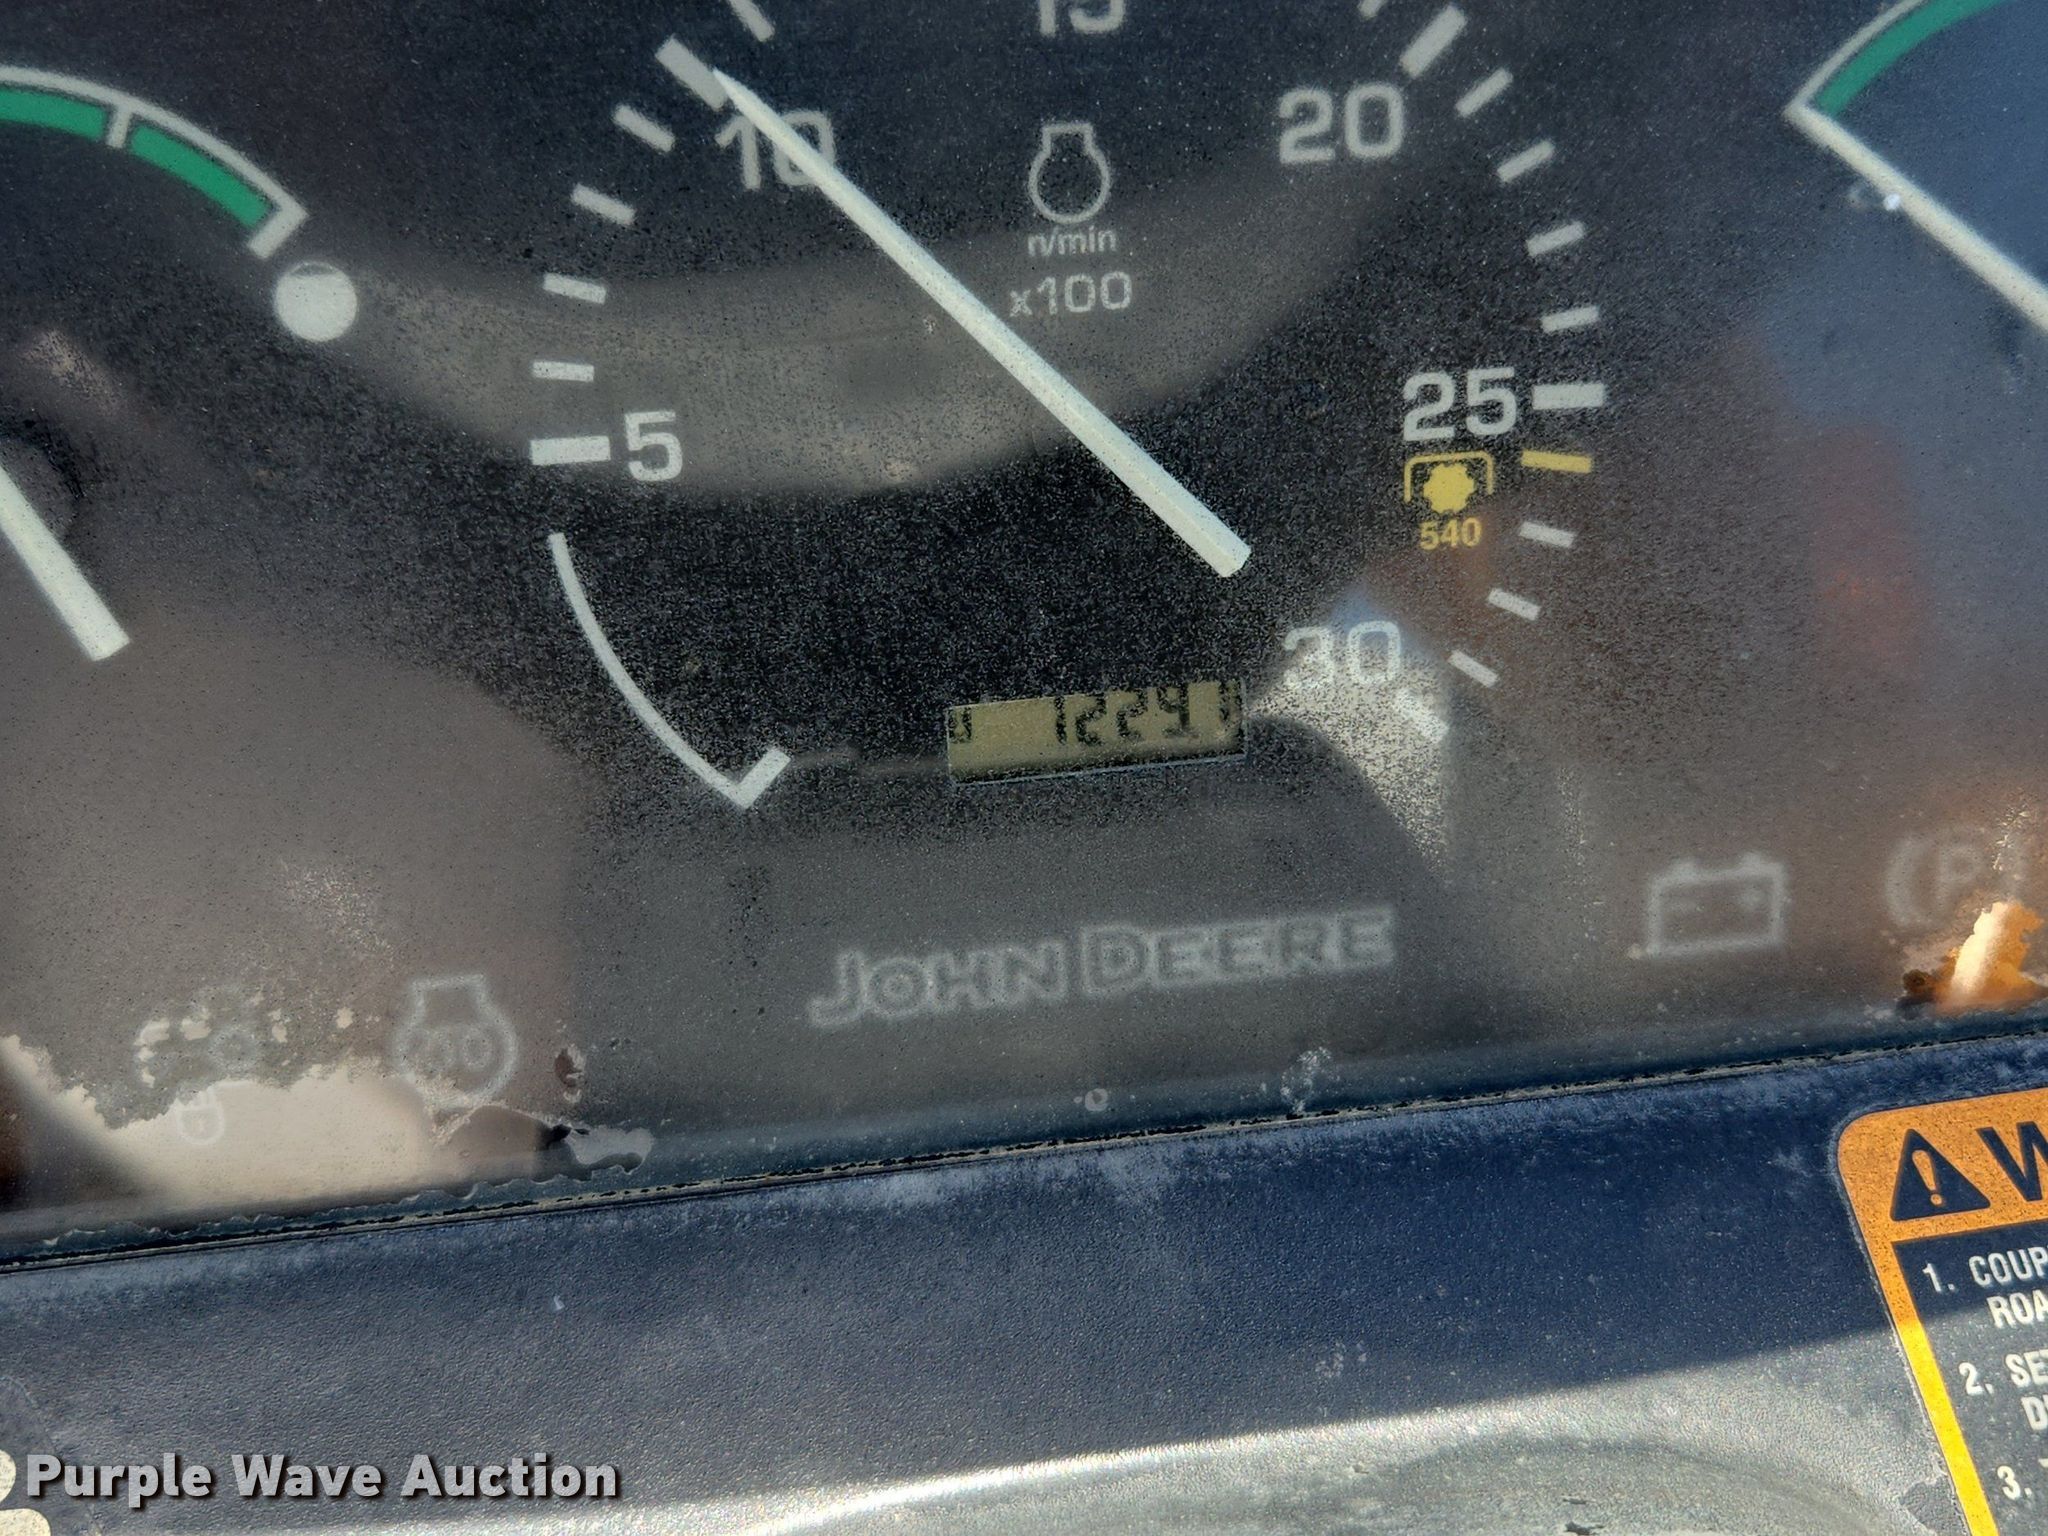 15
10
20
n/min
x100
5
25
540
30
1229
JOHN DEERE
P
W
1. COUP
ROA
2. SE
D
3.
Purple Wave Auction